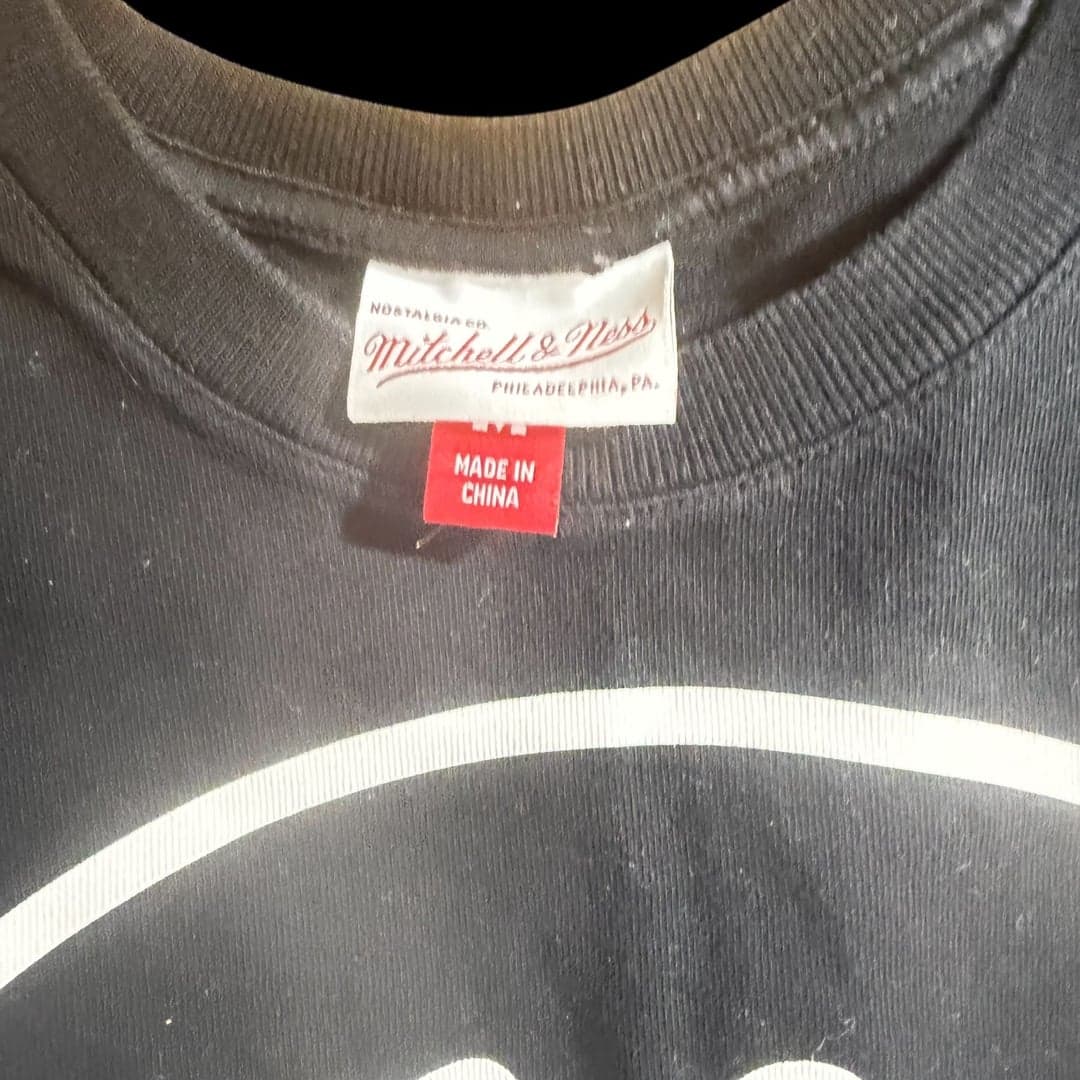 NOSTALGIA CO.
Mitchell & Ness
PHILADELPHIA, PA.
M
MADE IN
CHINA